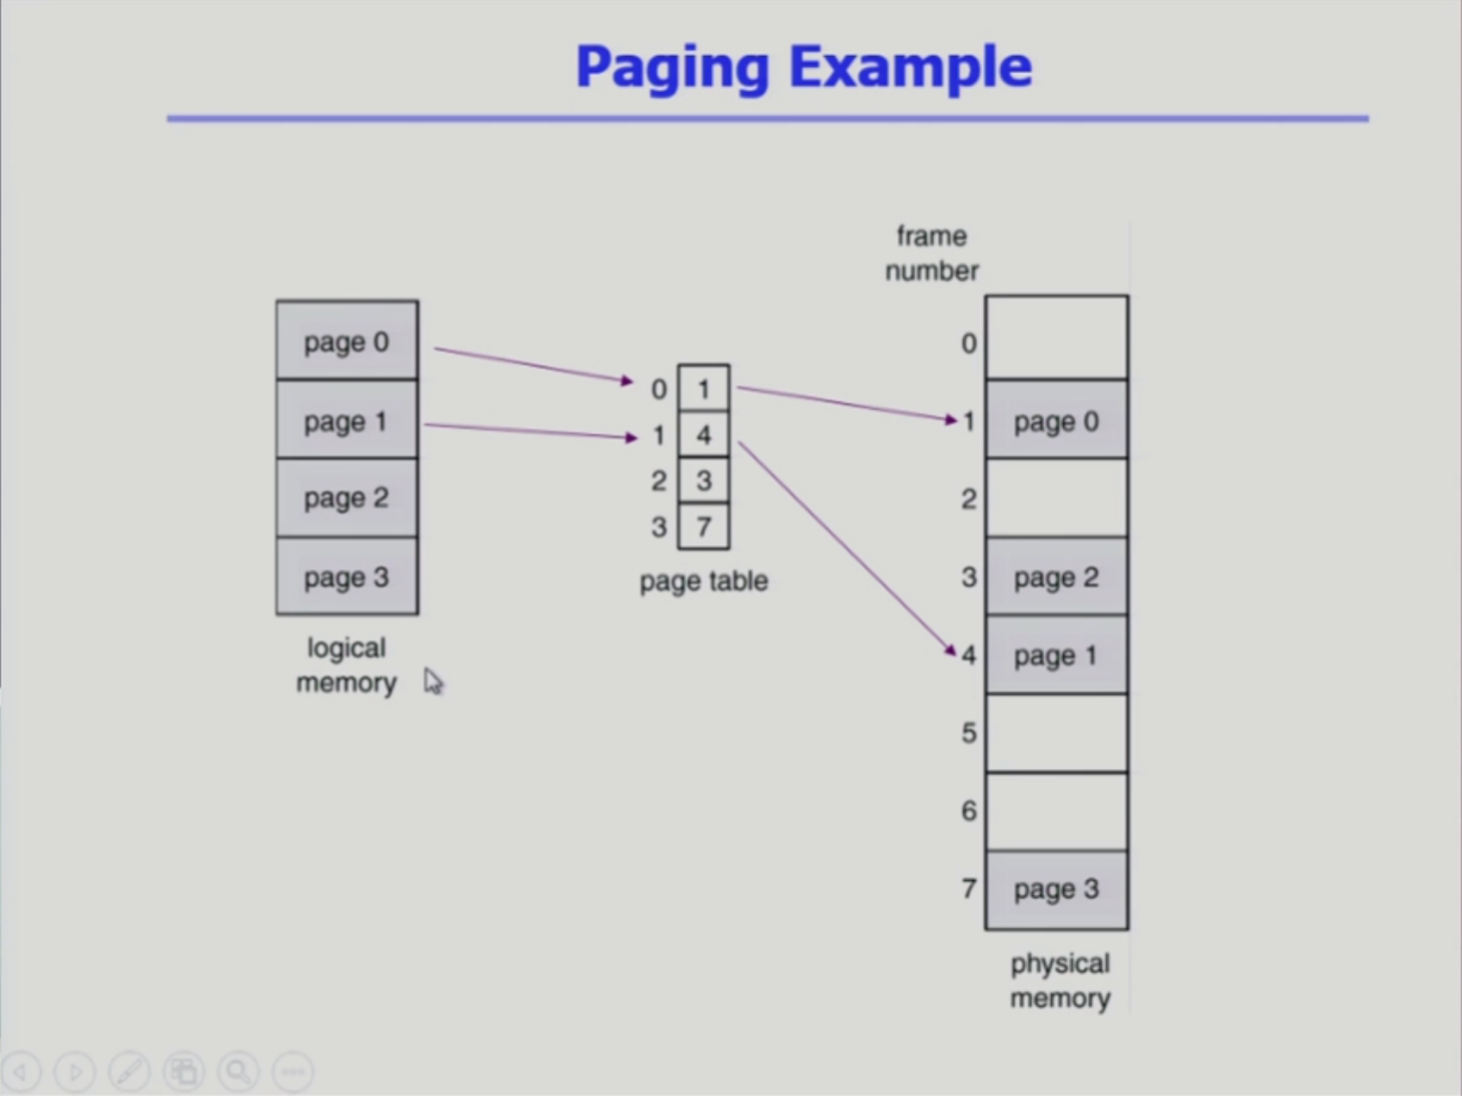 Paging Example
frame
number
page 0
page 1
page 2
page 3
logical
memory
0 1
1 4
2 3
3 7
page table
0
1 page 0
2
3 page 2
4 page 1
5
6
7 page 3
physical
memory